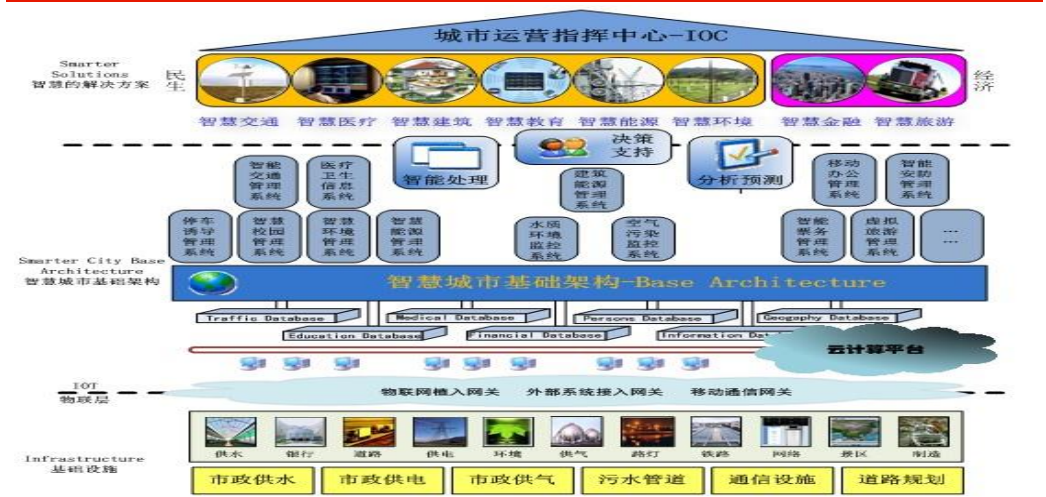 城市运营指挥中心-IOC
Smarter
Solutions
智慧的解决方案
民生
经济
智慧交通 智慧医疗 智慧建筑 智慧教育 智慧能源 智慧环境 智慧金融 智慧旅游
智能处理
决策
支持
分析预测
智能
交通
管理
系统
医疗
卫生
信息
系统
建筑
能源
管理
系统
移动
办公
管理
系统
智能
安防
管理
系统
停车
诱导
管理
系统
智慧
校园
管理
系统
智慧
环境
管理
系统
智慧
能源
管理
系统
水质
环境
监控
系统
空气
污染
监控
系统
智能
票务
管理
系统
虚拟
旅游
管理
系统
...
...
Smarter City Base
Architecture
智慧城市基础架构
智慧城市基础架构-Base Architecture
Traffic Database Medical Database Persons Database Geogaphy Database
Education Database Financial Database Information
云计算平台
IOT
物联层
物联网植入网关 外部系统接入网关 移动通信网关
Infrastructure
基础设施
供水 银行 道路 供电 环境 供气 路灯 铁路 网络 景区 制造
市政供水 市政供电 市政供气 污水管道 通信设施 道路规划